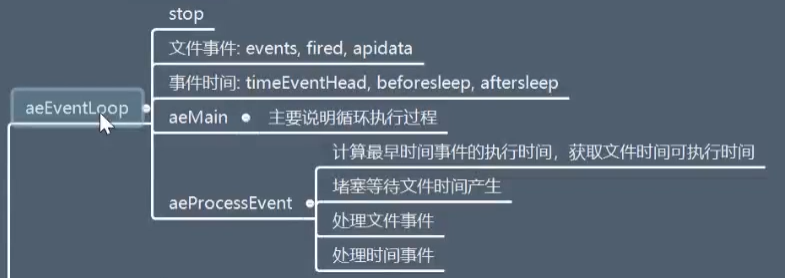 stop
文件事件: events, fired, apidata
事件时间: timeEventHead, beforesleep, aftersleep
aeEventLoop
aeMain
主要说明循环执行过程
计算最早时间事件的执行时间，获取文件时间可执行时间
堵塞等待文件时间产生
aeProcessEvent
处理文件事件
处理时间事件